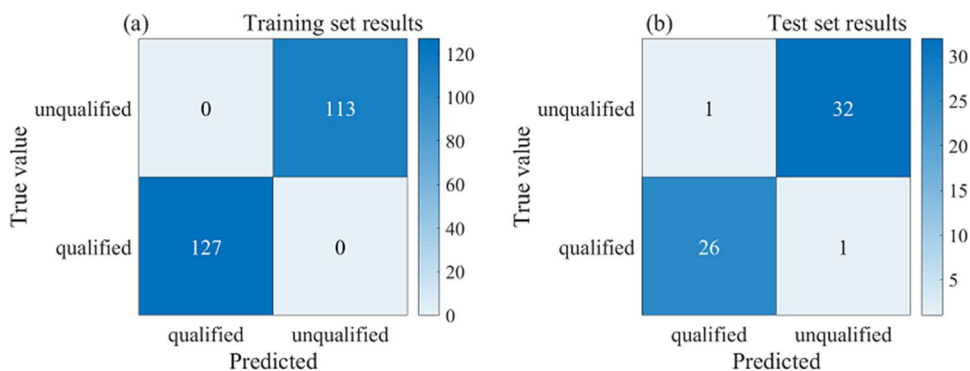 (a) Training set results
unqualified 0 113
qualified 127 0
qualified unqualified
Predicted
True value
120
100
80
60
40
20
0
(b) Test set results
unqualified 1 32
qualified 26 1
qualified unqualified
Predicted
True value
30
25
20
15
10
5